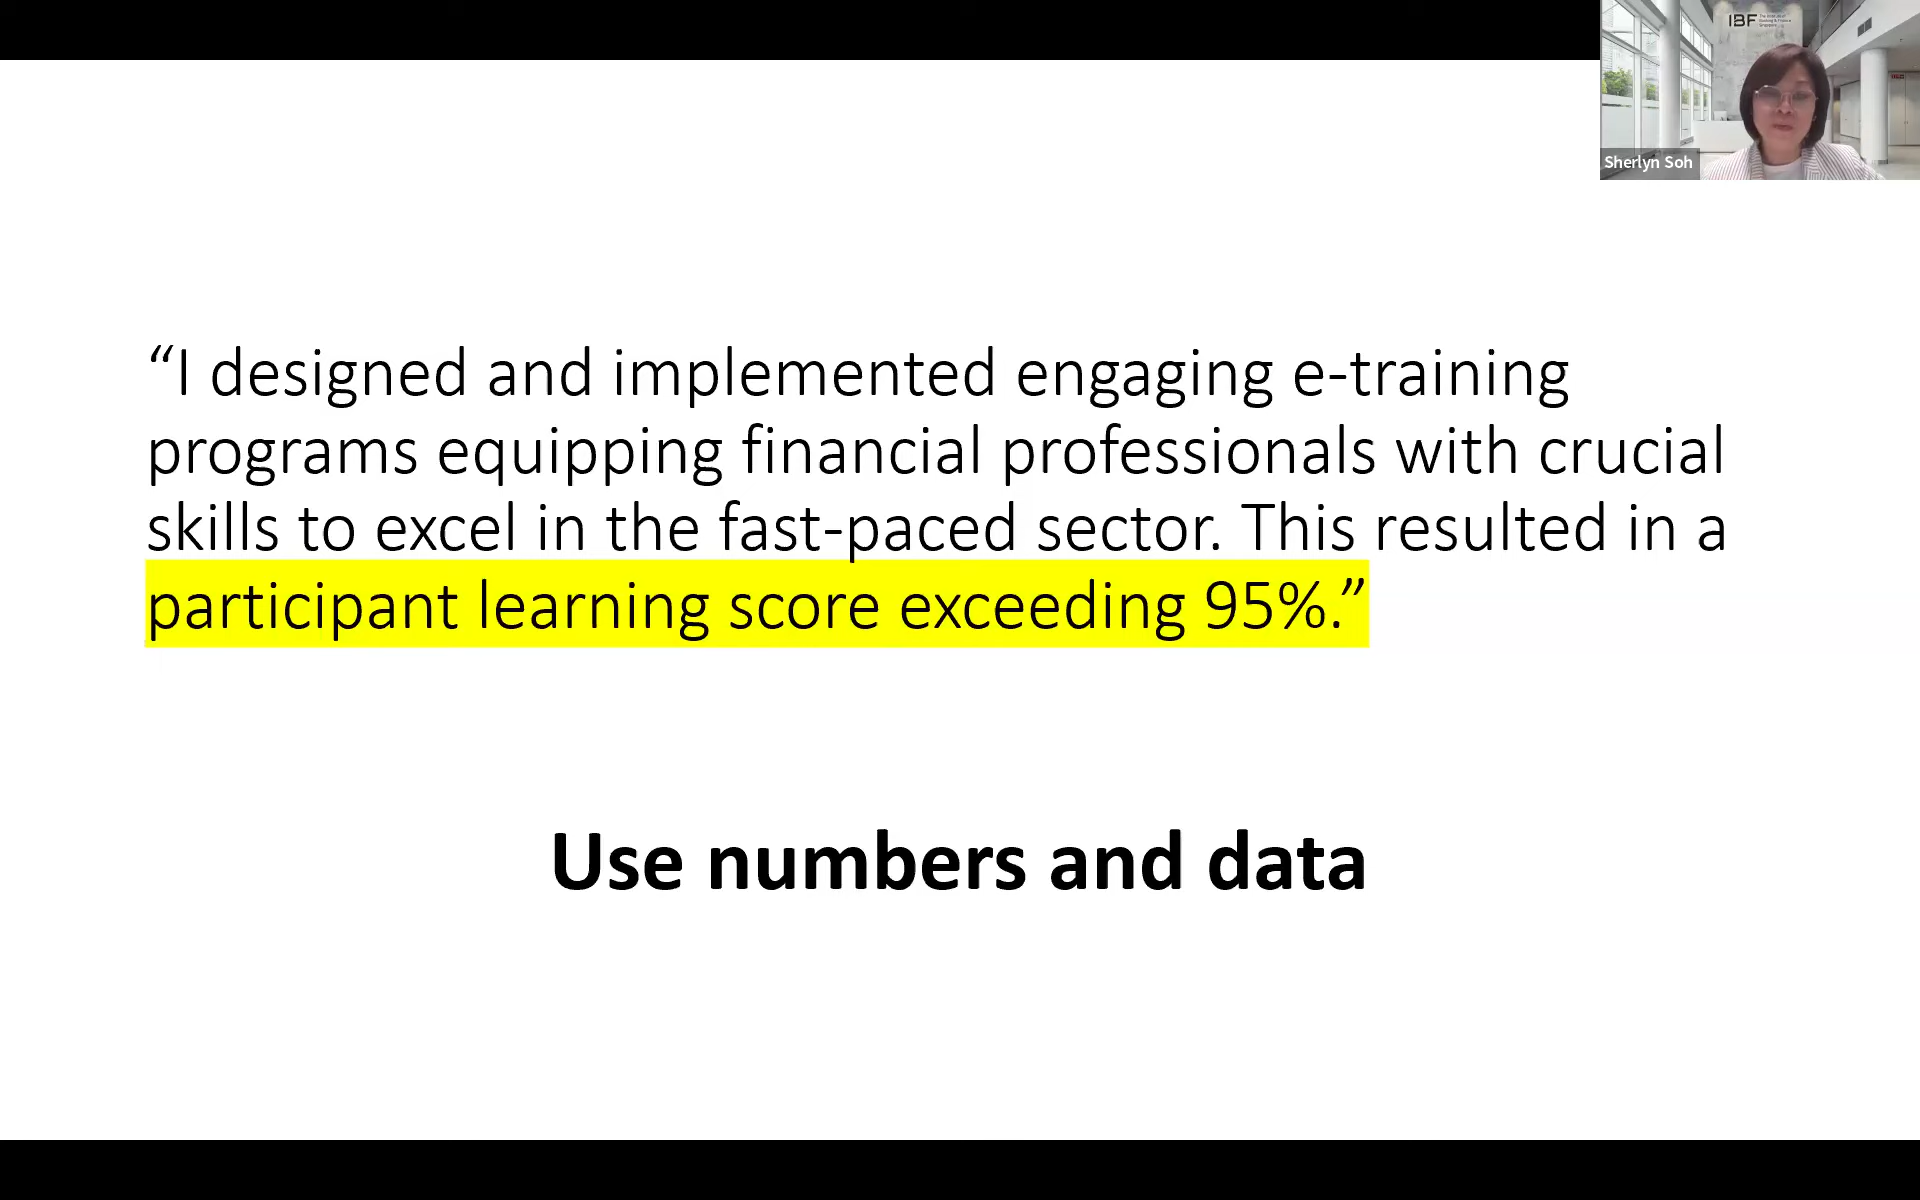 IBF
Sherlyn Soh
“I designed and implemented engaging e-training
programs equipping financial professionals with crucial
skills to excel in the fast-paced sector. This resulted in a
participant learning score exceeding 95%.”
Use numbers and data